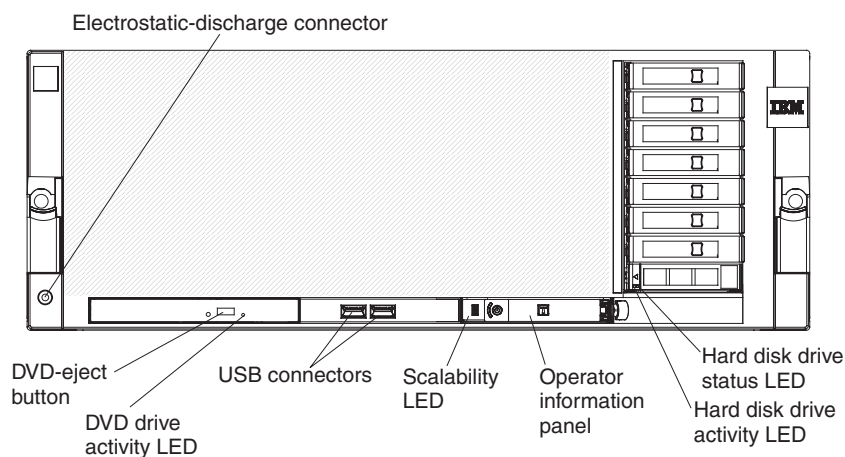 Electrostatic-discharge connector
IBM
DVD-eject
button
DVD drive
activity LED
USB connectors
Scalability
LED
Operator
information
panel
Hard disk drive
status LED
Hard disk drive
activity LED